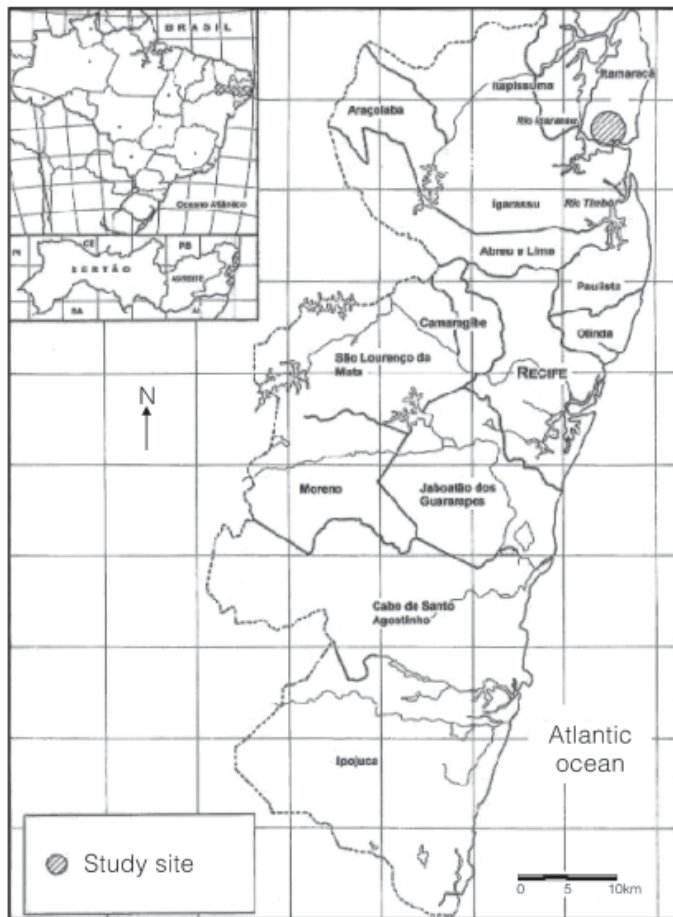 BRASIL
Oceano Atlântico
PI
CE
PB
SERTÃO
AGRESTE
BA
AL
Itapissuma
Itamaracá
Araçoiaba
Rio Igarassu
Igarassu
Rio Timbó
Abreu e Lima
Paulista
Camaragibe
Olinda
São Lourenço da
Mata
RECIFE
N
Moreno
Jaboatão dos
Guararapes
Cabo de Santo
Agostinho
Atlantic
ocean
Ipojuca
Study site
0 5 10km